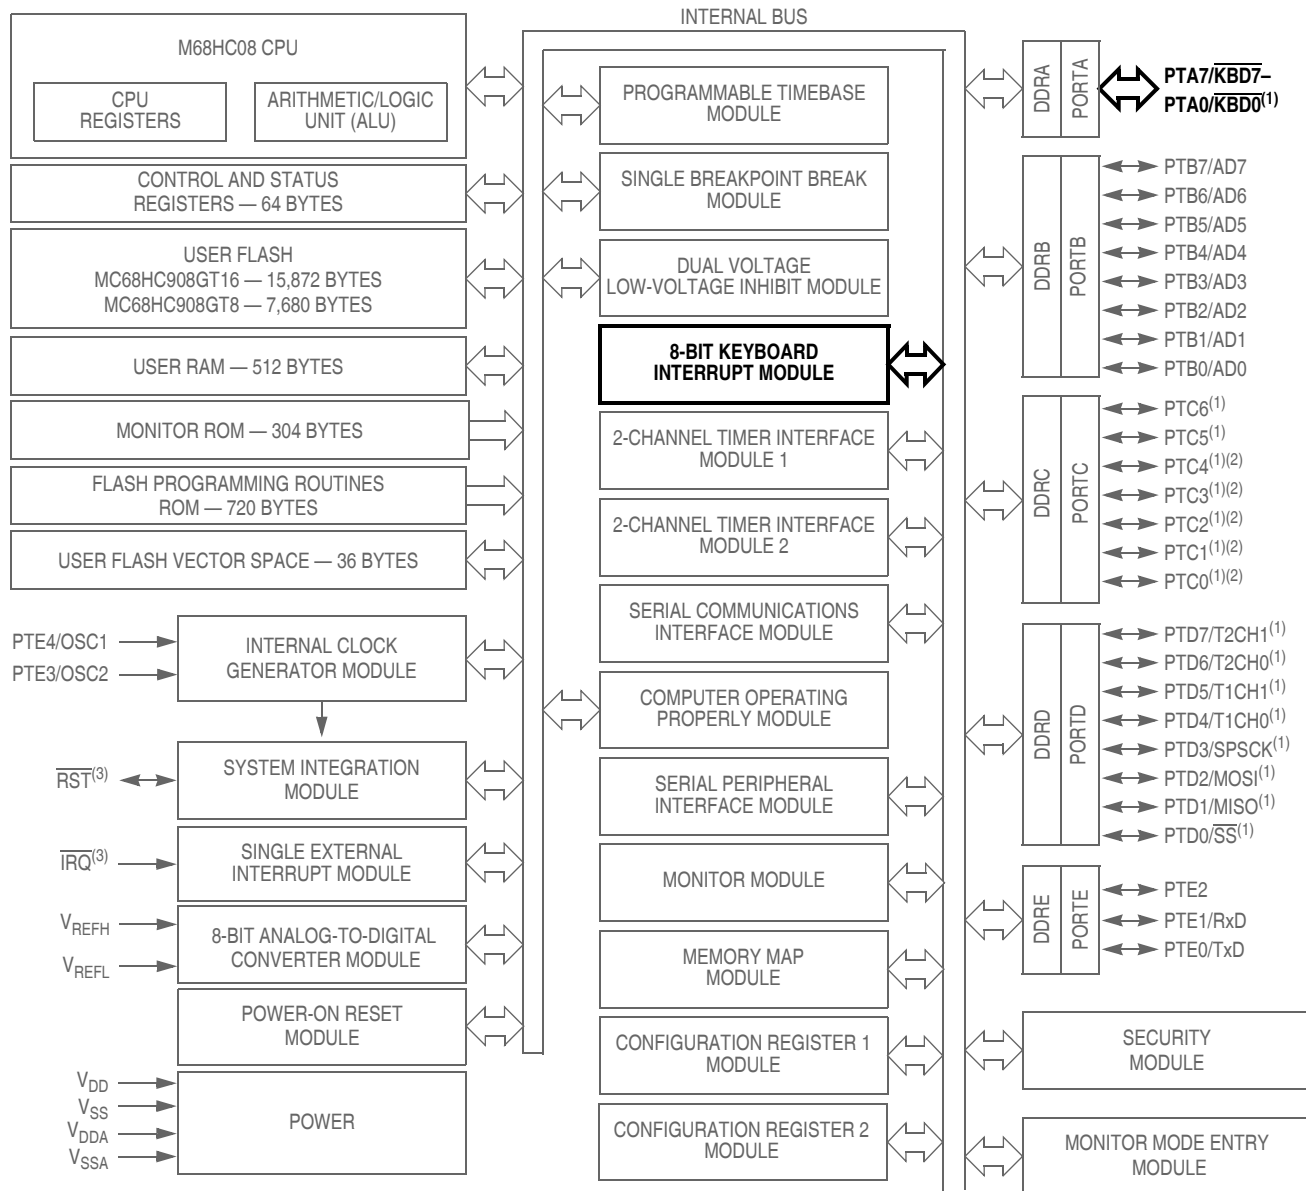 INTERNAL BUS
M68HC08 CPU
CPU
REGISTERS
ARITHMETIC/LOGIC
UNIT (ALU)
CONTROL AND STATUS
REGISTERS — 64 BYTES
USER FLASH
MC68HC908GT16 — 15,872 BYTES
MC68HC908GT8 — 7,680 BYTES
USER RAM — 512 BYTES
MONITOR ROM — 304 BYTES
FLASH PROGRAMMING ROUTINES
ROM — 720 BYTES
USER FLASH VECTOR SPACE — 36 BYTES
PTE4/OSC1
PTE3/OSC2
INTERNAL CLOCK
GENERATOR MODULE
RST(3)
SYSTEM INTEGRATION
MODULE
IRQ(3)
SINGLE EXTERNAL
INTERRUPT MODULE
VREFH
VREFL
8-BIT ANALOG-TO-DIGITAL
CONVERTER MODULE
POWER-ON RESET
MODULE
VDD
VSS
VDDA
VSSA
POWER
PROGRAMMABLE TIMEBASE
MODULE
SINGLE BREAKPOINT BREAK
MODULE
DUAL VOLTAGE
LOW-VOLTAGE INHIBIT MODULE
8-BIT KEYBOARD
INTERRUPT MODULE
2-CHANNEL TIMER INTERFACE
MODULE 1
2-CHANNEL TIMER INTERFACE
MODULE 2
SERIAL COMMUNICATIONS
INTERFACE MODULE
COMPUTER OPERATING
PROPERLY MODULE
SERIAL PERIPHERAL
INTERFACE MODULE
MONITOR MODULE
MEMORY MAP
MODULE
CONFIGURATION REGISTER 1
MODULE
CONFIGURATION REGISTER 2
MODULE
DDRA
PORTA
PTA7/KBD7–
PTA0/KBD0(1)
DDRB
PORTB
PTB7/AD7
PTB6/AD6
PTB5/AD5
PTB4/AD4
PTB3/AD3
PTB2/AD2
PTB1/AD1
PTB0/AD0
DDRC
PORTC
PTC6(1)
PTC5(1)
PTC4(1)(2)
PTC3(1)(2)
PTC2(1)(2)
PTC1(1)(2)
PTC0(1)(2)
DDRD
PORTD
PTD7/T2CH1(1)
PTD6/T2CH0(1)
PTD5/T1CH1(1)
PTD4/T1CH0(1)
PTD3/SPSCK(1)
PTD2/MOSI(1)
PTD1/MISO(1)
PTD0/SS(1)
DDRE
PORTE
PTE2
PTE1/RxD
PTE0/TxD
SECURITY
MODULE
MONITOR MODE ENTRY
MODULE